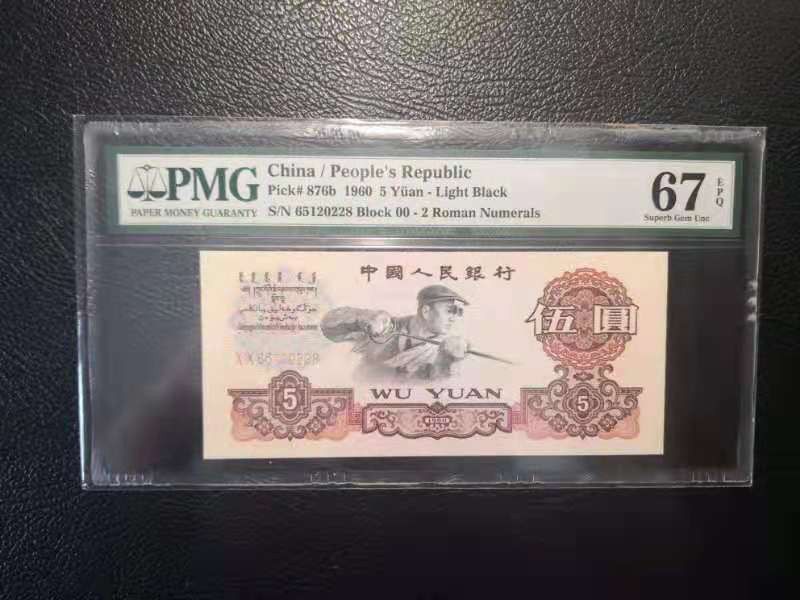 PMG
PAPER MONEY GUARANTY
China / People's Republic
Pick# 876b 1960 5 Yüan - Light Black
S/N 65120228 Block 00 - 2 Roman Numerals
67
EPQ
Superb Gem Unc
中國人民銀行
伍圓
WU YUAN
5
1960
5